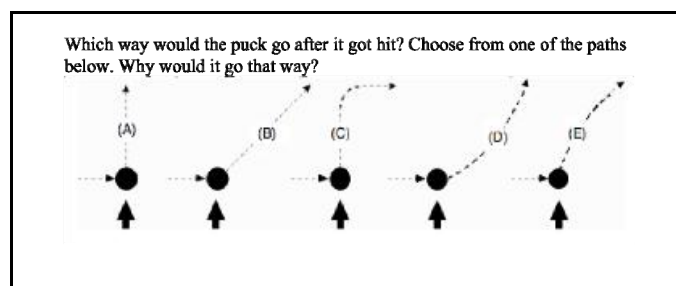 Which way would the puck go after it got hit? Choose from one of the paths
below. Why would it go that way?
(A) (B) (C) (D) (E)